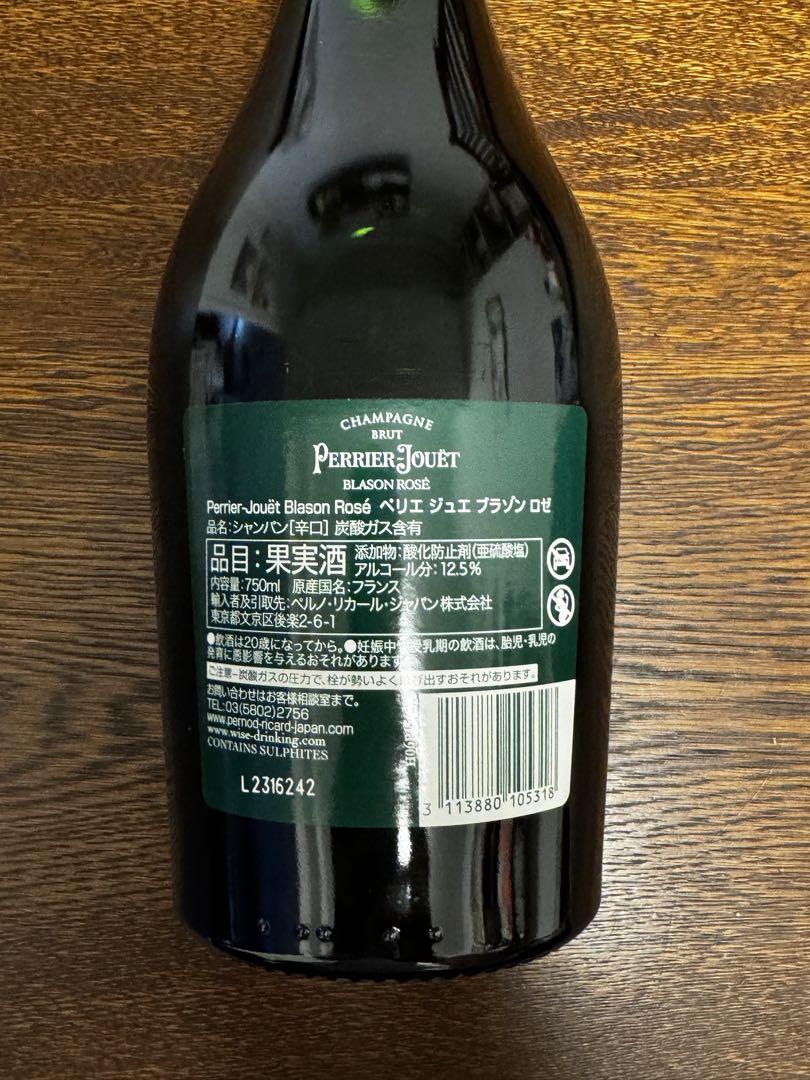 CHAMPAGNE
BRUT
PERRIER-JOUËT
BLASON ROSÉ
Perrier-Jouët Blason Rosé ペリエ ジュエ ブラゾン ロゼ
品名:シャンパン[辛口] 炭酸ガス含有
品目:果実酒 添加物:酸化防止剤(亜硫酸塩)
アルコール分:12.5%
内容量:750ml 原産国名:フランス
輸入者及引取先:ペルノ・リカール・ジャパン株式会社
東京都文京区後楽2-6-1
●飲酒は20歳になってから。●妊娠中や授乳期の飲酒は、胎児・乳児の
発育に悪影響を与えるおそれがあります
ご注意-炭酸ガスの圧力で、栓が勢いよく飛び出すおそれがあります。
お問い合わせはお客様相談室まで。
TEL:03(5802)2756
www.pernod-ricard-japan.com
www.wise-drinking.com
CONTAINS SULPHITES
L2316242
3 113880 105318